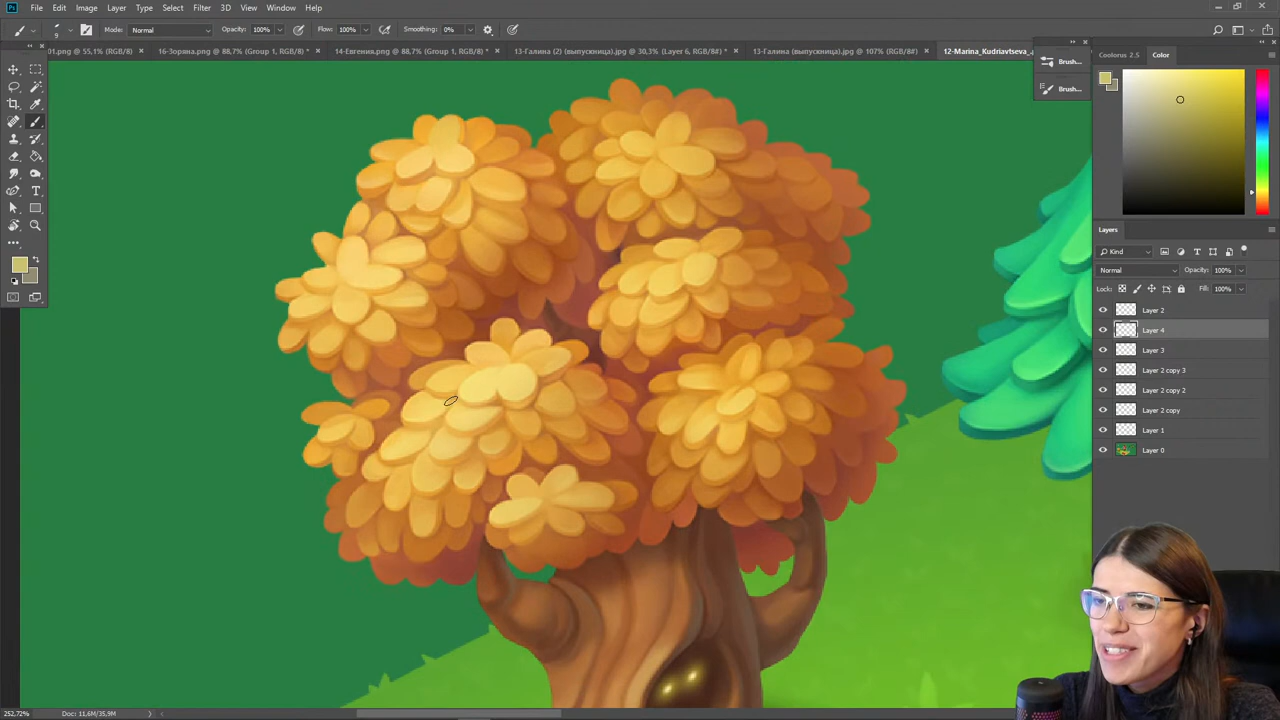 Ps File Edit Image Layer Type Select Filter 3D View Window Help
9 Mode: Normal Opacity: 100% Flow: 100% Smoothing: 0%
01.png @ 55,1% (RGB/8) × 16-Зоряна.png @ 88,7% (Group 1, RGB/8) * × 14-Евгения.png @ 88,7% (Group 1, RGB/8) * × 13-Галина (2) (выпускница).jpg @ 30,3% (Layer 6, RGB/8#) * × 13-Галина (выпускница).jpg @ 107% (RGB/8#) × 12-Marina_Kudriavtseva_
Brush...
Brush...
Coolorus 2.5 Color
T
Layers
Kind
Normal Opacity: 100%
Lock: Fill: 100%
Layer 2
Layer 4
Layer 3
Layer 2 copy 3
Layer 2 copy 2
Layer 2 copy
Layer 1
Layer 0
252,72% Doc: 11,6M/35,9M